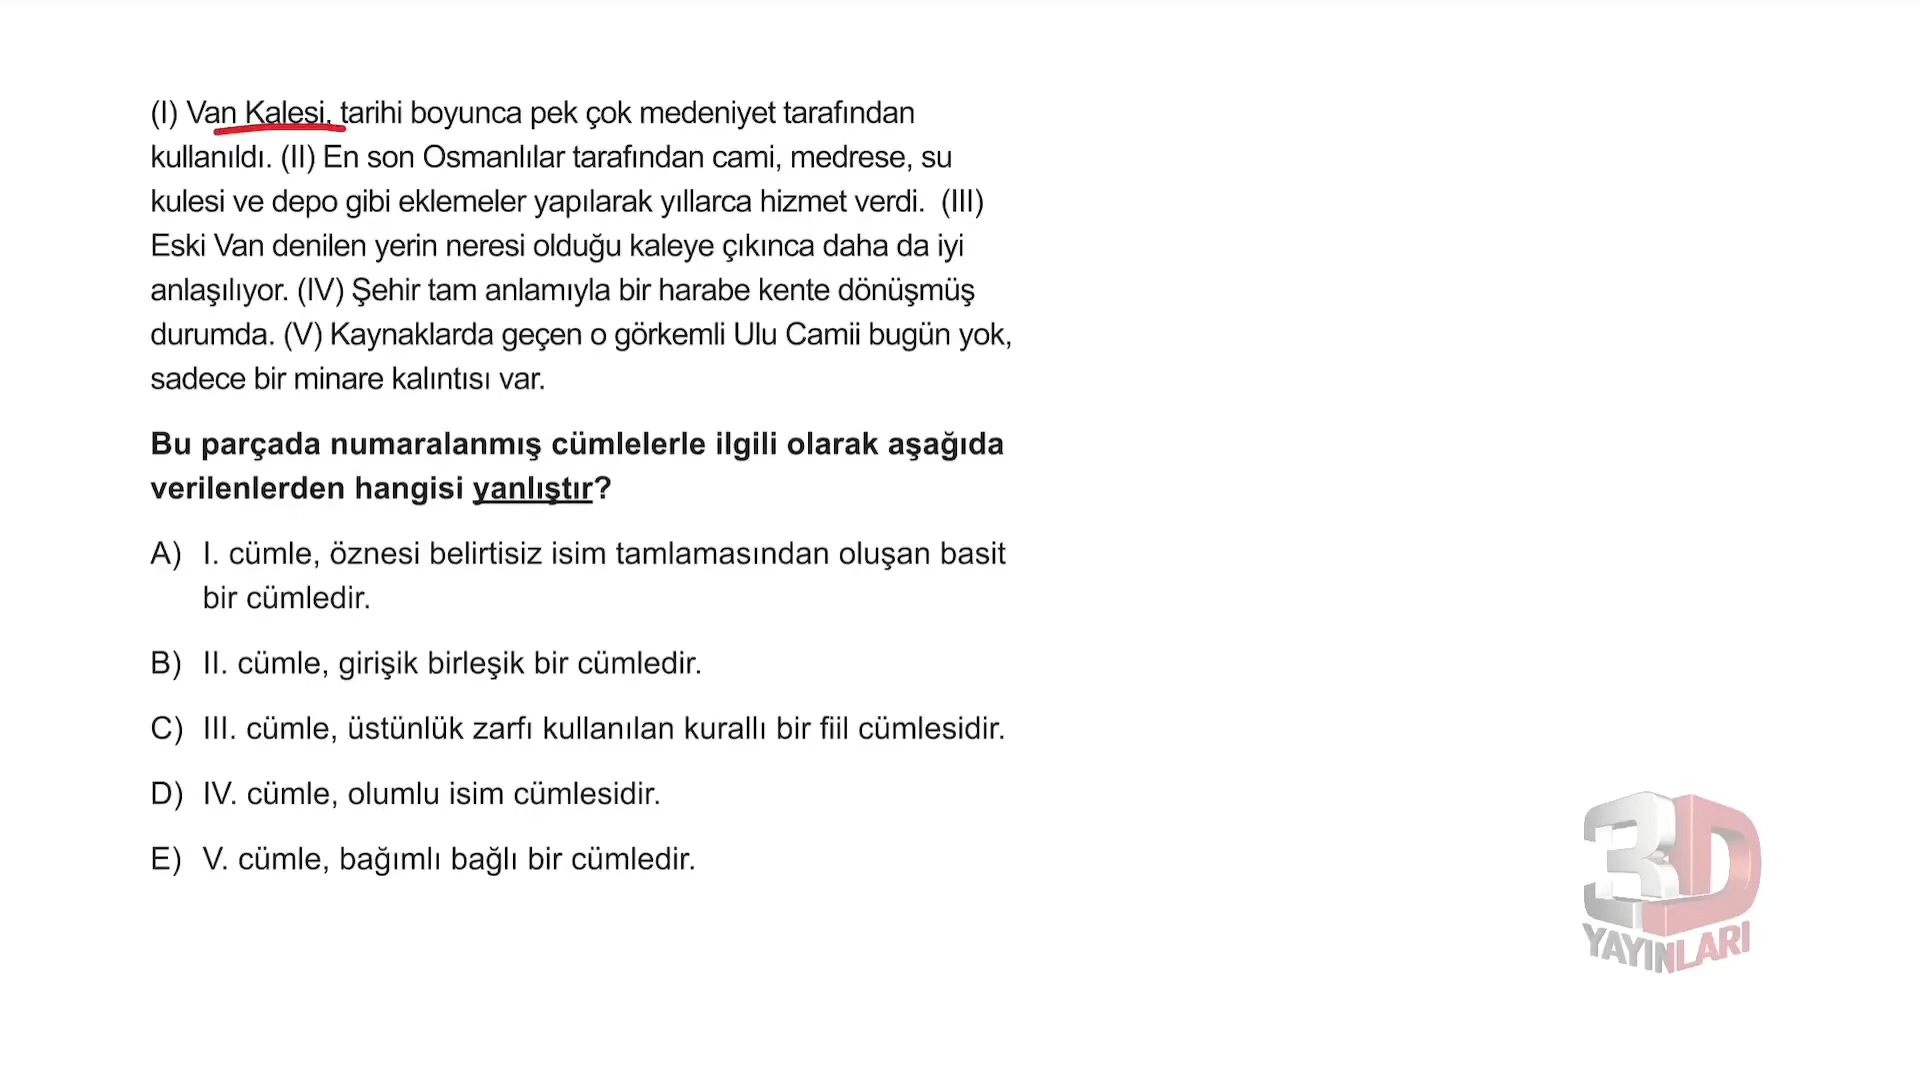 (I) Van Kalesi, tarihi boyunca pek çok medeniyet tarafından
kullanıldı. (II) En son Osmanlılar tarafından cami, medrese, su
kulesi ve depo gibi eklemeler yapılarak yıllarca hizmet verdi. (III)
Eski Van denilen yerin neresi olduğu kaleye çıkınca daha da iyi
anlaşılıyor. (IV) Şehir tam anlamıyla bir harabe kente dönüşmüş
durumda. (V) Kaynaklarda geçen o görkemli Ulu Camii bugün yok,
sadece bir minare kalıntısı var.
Bu parçada numaralanmış cümlelerle ilgili olarak aşağıda
verilenlerden hangisi yanlıştır?
A) I. cümle, öznesi belirtisiz isim tamlamasından oluşan basit
bir cümledir.
B) II. cümle, girişik birleşik bir cümledir.
C) III. cümle, üstünlük zarfı kullanılan kurallı bir fiil cümlesidir.
D) IV. cümle, olumlu isim cümlesidir.
E) V. cümle, bağımlı bağlı bir cümledir.
3D
YAYINLARI